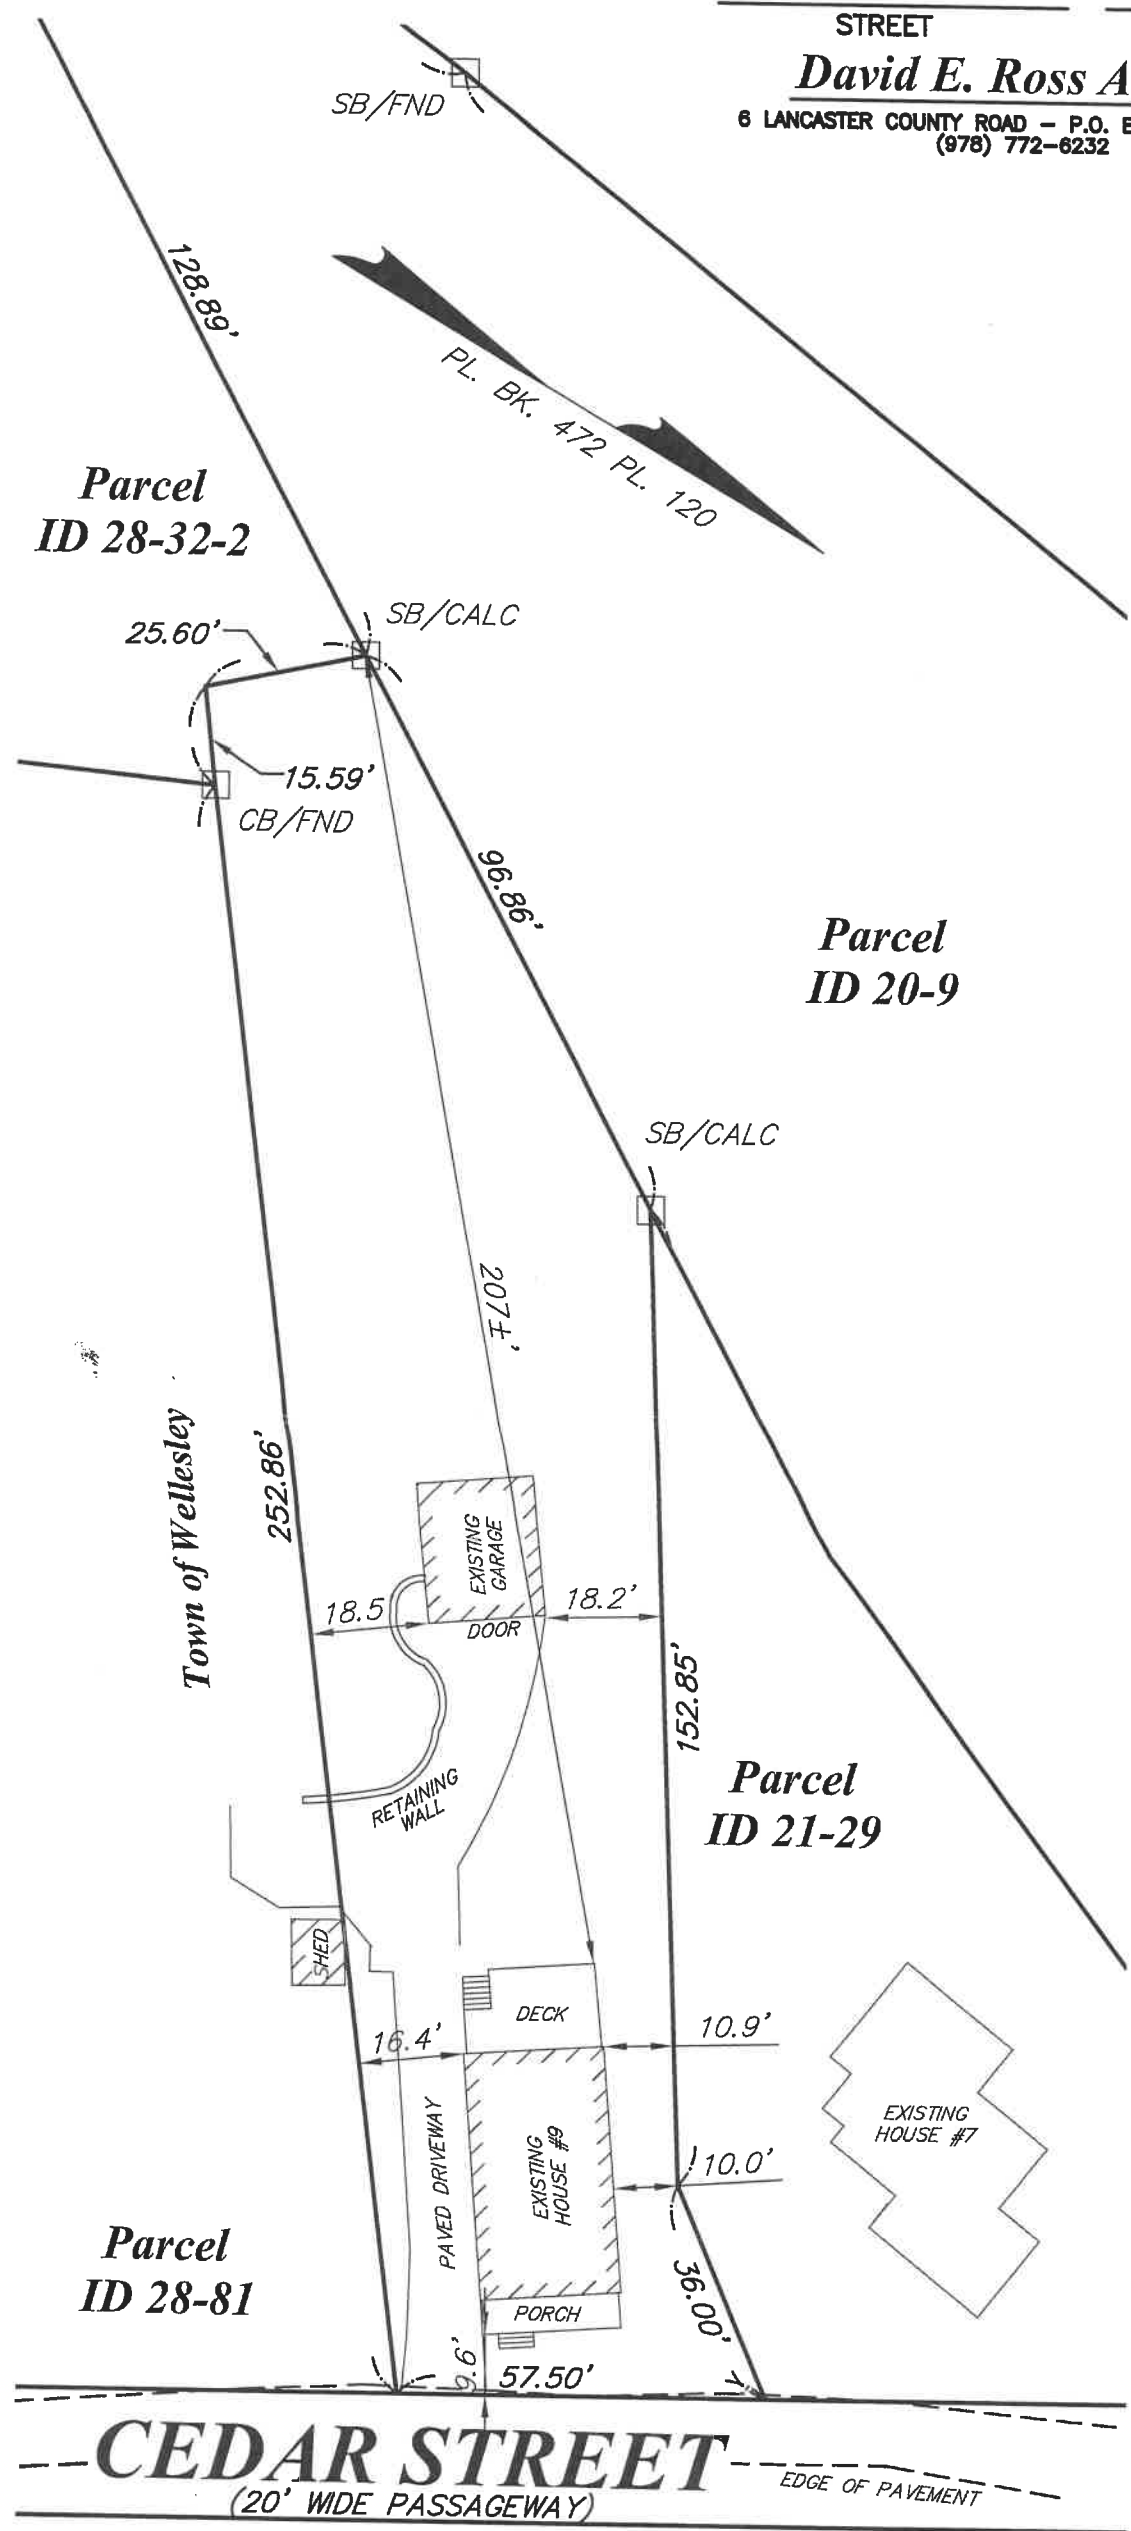 STREET
David E. Ross A
6 LANCASTER COUNTY ROAD – P.O.
(978) 772–6232
SB/FND
128.89'
PL. BK. 472 PL. 120
Parcel
ID 28-32-2
SB/CALC
25.60'
15.59'
CB/FND
96.86'
Parcel
ID 20-9
SB/CALC
207±'
Town of Wellesley
252.86'
EXISTING
GARAGE
18.5
18.2'
DOOR
152.85'
RETAINING
WALL
Parcel
ID 21-29
SHED
DECK
16.4'
10.9'
PAVED DRIVEWAY
EXISTING
HOUSE #9
EXISTING
HOUSE #7
10.0'
Parcel
ID 28-81
36.00'
PORCH
9.6'
57.50'
CEDAR STREET
(20' WIDE PASSAGEWAY)
EDGE OF PAVEMENT